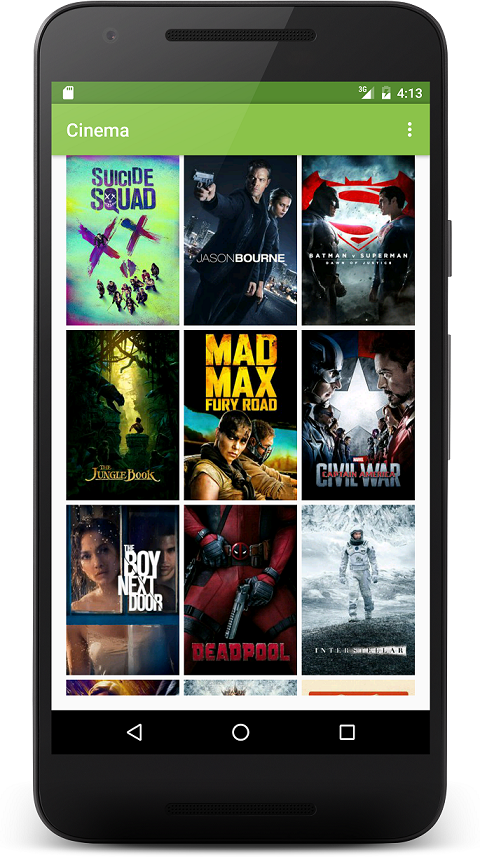 3G
4:13
Cinema
SUICIDE
SQUAD
JASON BOURNE
BATMAN v SUPERMAN
DAWN OF JUSTICE
THE
JUNGLE BOOK
MAD
MAX
FURY ROAD
MARVEL
CAPTAIN AMERICA
CIVIL WAR
THE
BOY
NEXT
DOOR
DEADPOOL
INTERSTELLAR